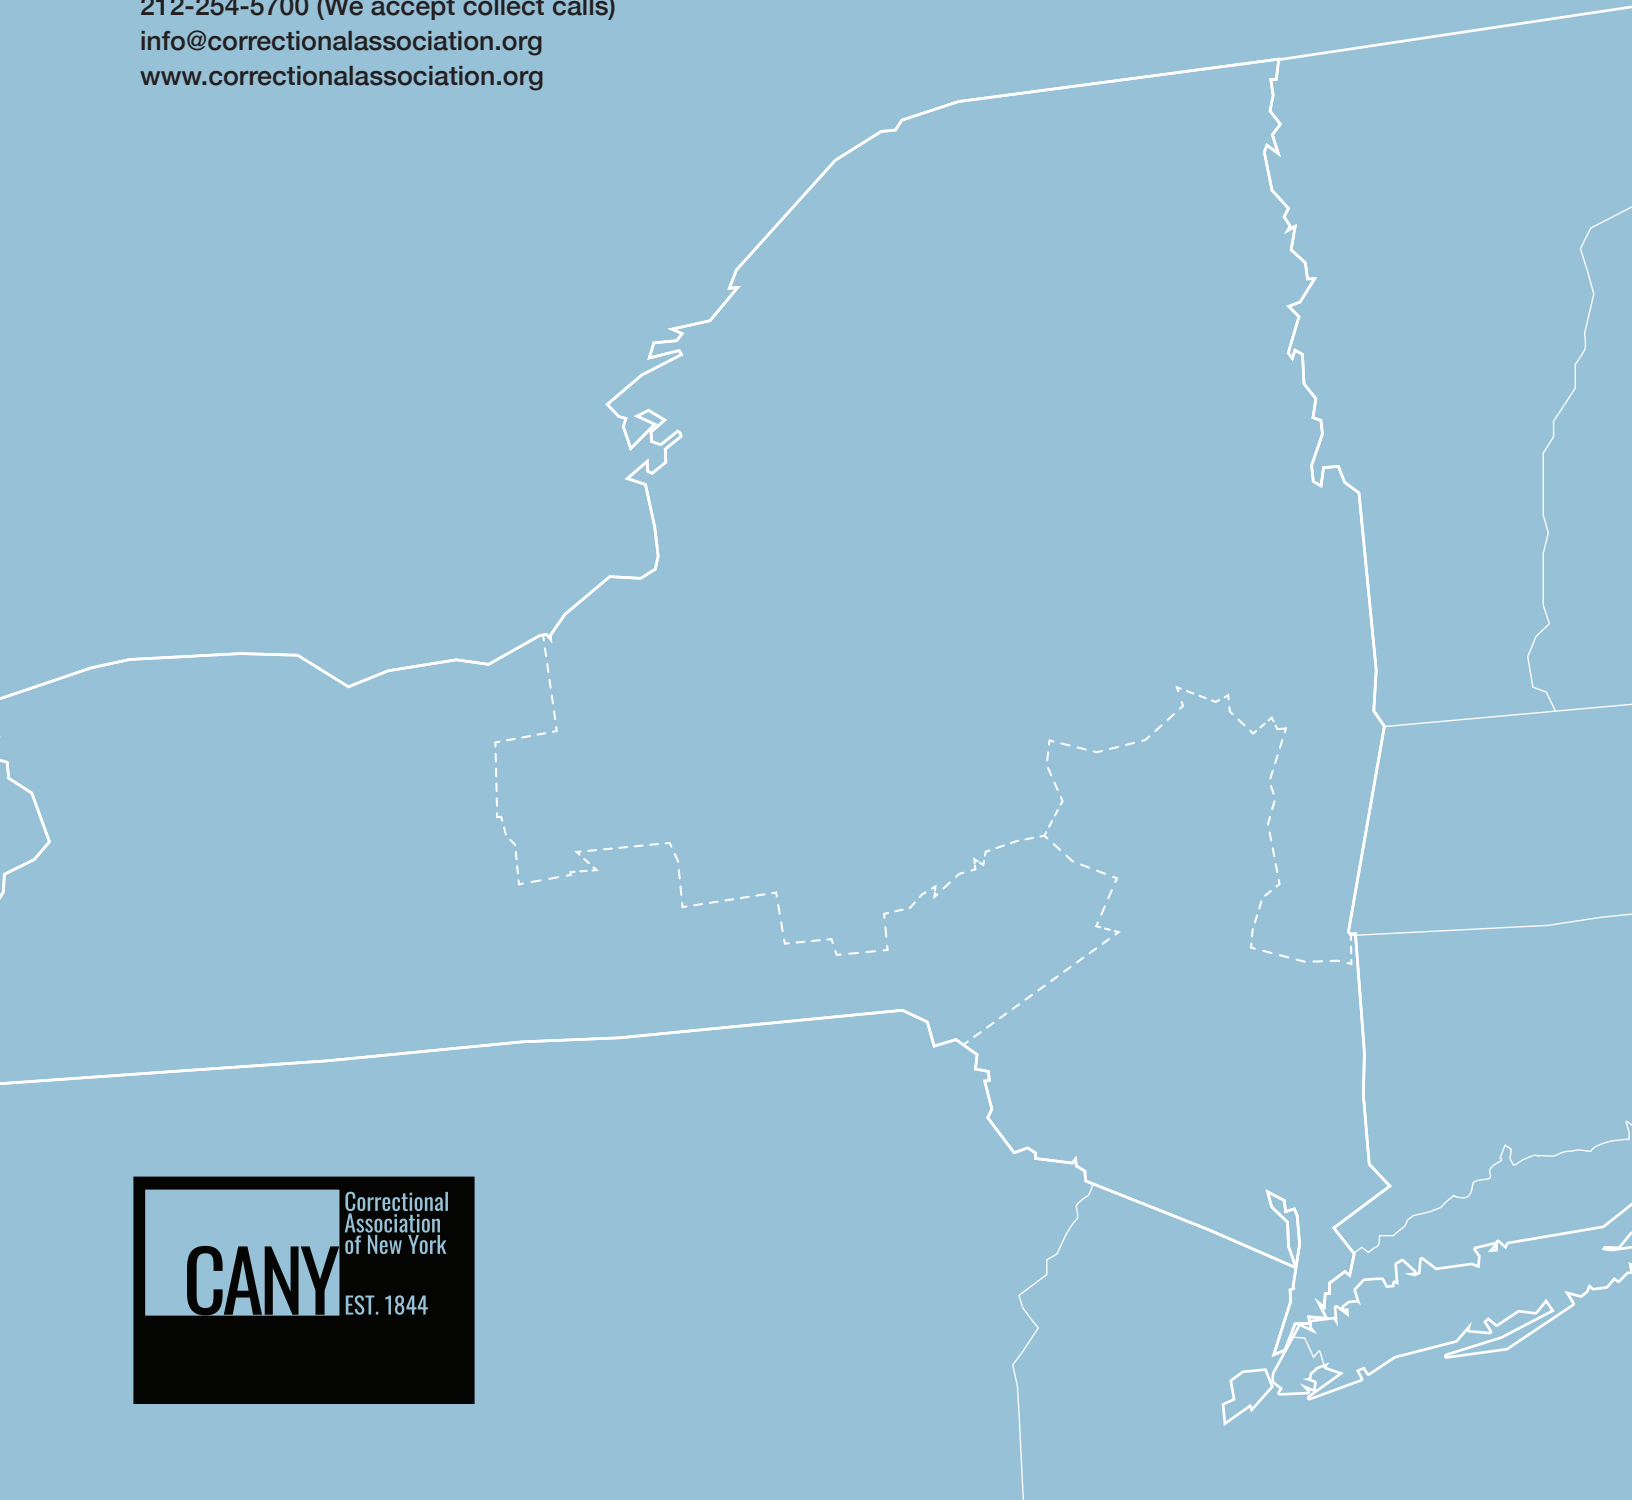 212-254-5700 (We accept collect calls)
info@correctionalassociation.org
www.correctionalassociation.org
Correctional
Association
of New York
CANY
EST. 1844